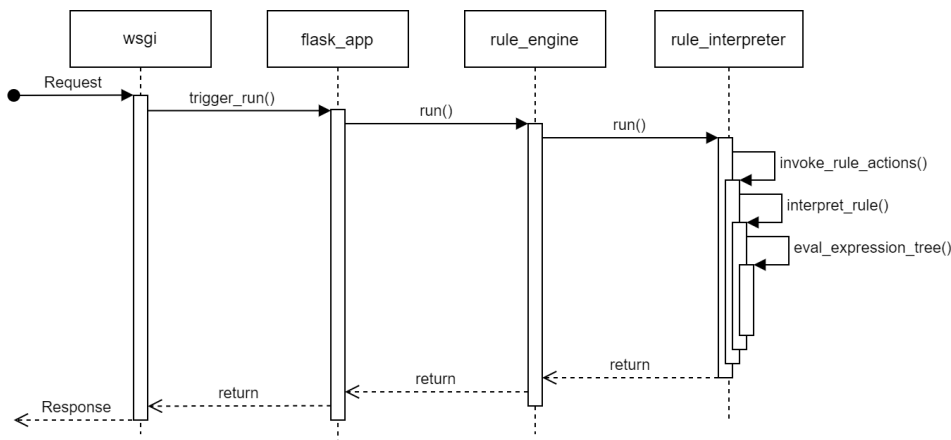 wsgi
flask_app
rule_engine
rule_interpreter
Request
trigger_run()
run()
run()
invoke_rule_actions()
interpret_rule()
eval_expression_tree()
return
return
return
Response